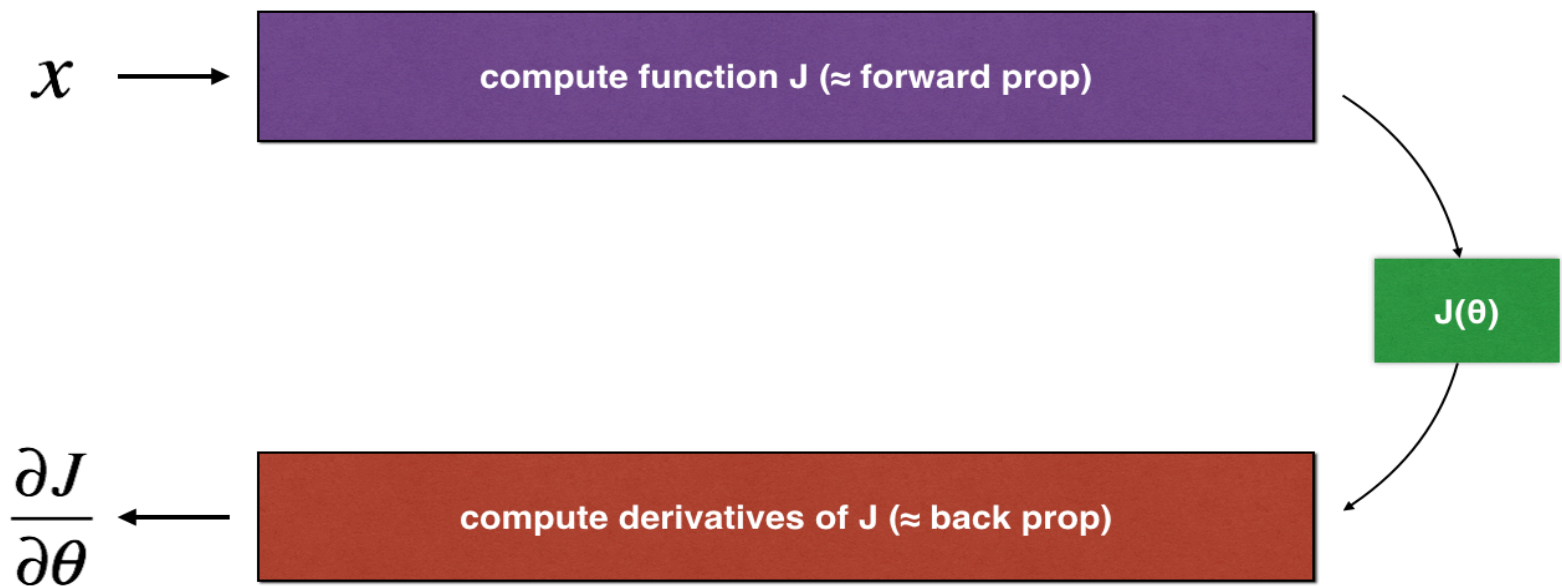 x
compute function J (≈ forward prop)
J(θ)
∂J
∂θ
compute derivatives of J (≈ back prop)